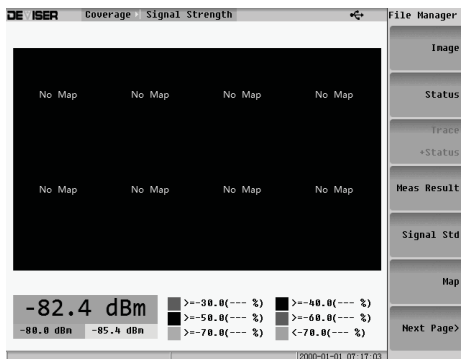 DEVISER Coverage Signal Strength File Manager
Image
No Map No Map No Map No Map
Status
Trace
+Status
No Map No Map No Map No Map
Meas Result
Signal Std
Map
-82.4 dBm
-80.0 dBm -85.4 dBm
>=-30.0(--- %) >=-40.0(--- %)
>=-50.0(--- %) >=-60.0(--- %)
>=-70.0(--- %) <-70.0(--- %)
Next Page>
2000-01-01 07:17:03